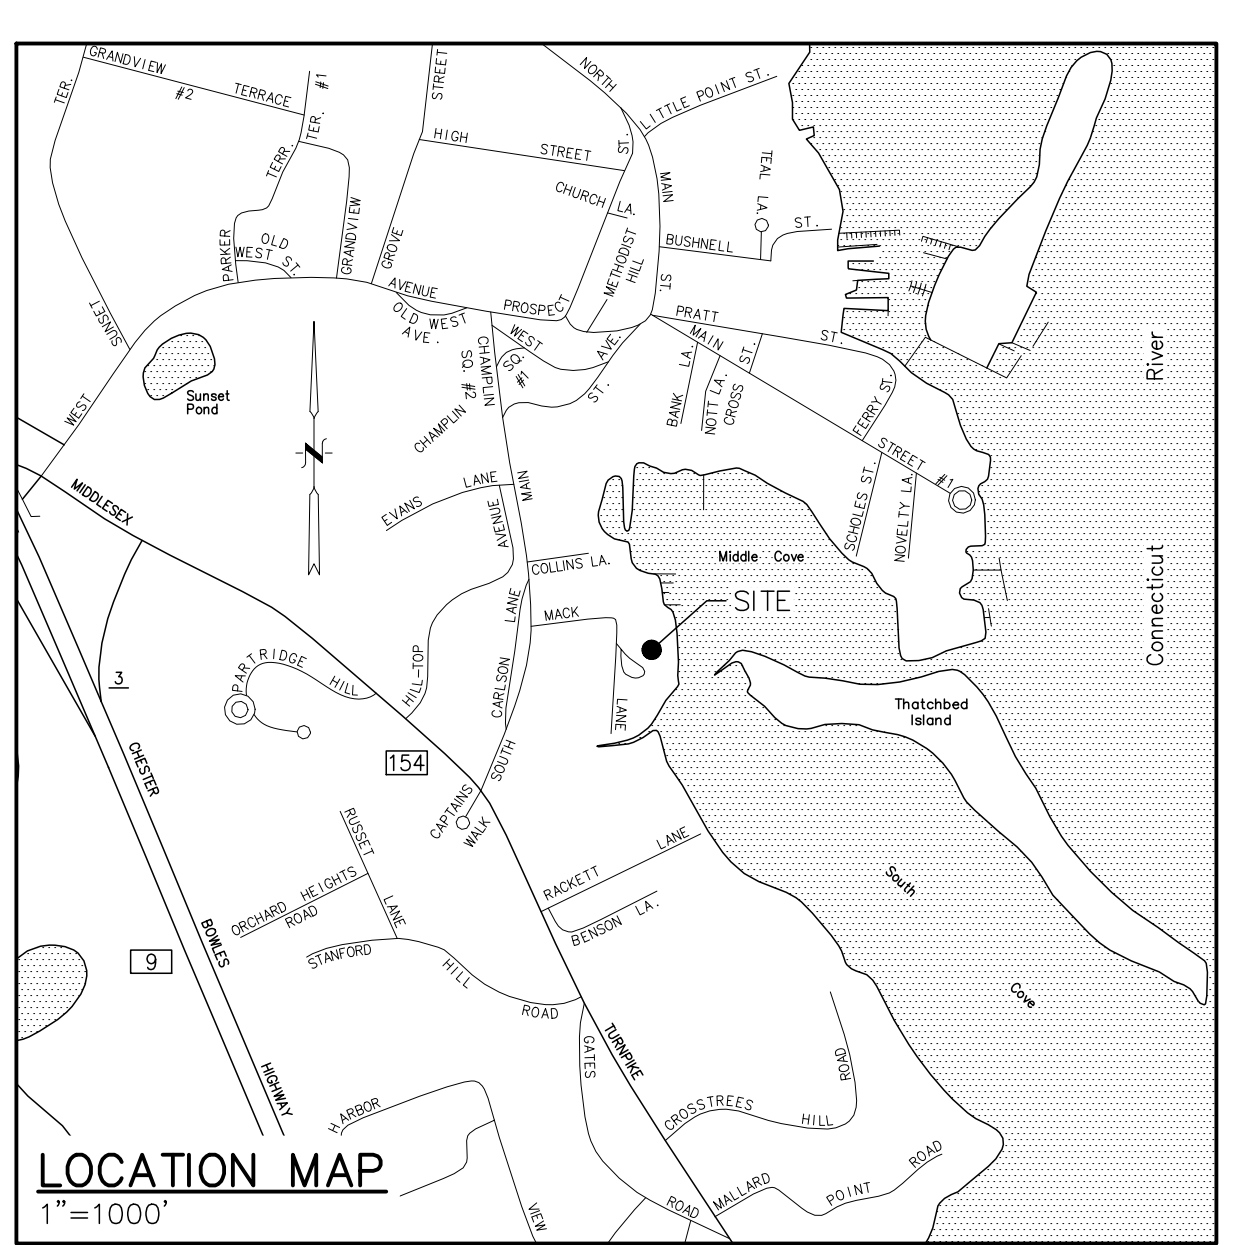 GRANDVIEW
#2
TERRACE
TER. #1
TER.
STREET
NORTH
LITTLE POINT ST.
HIGH STREET
ST.
TERR.
CHURCH LA.
MAIN
TEAL LA.
BUSHNELL ST.
PARKER
OLD
WEST ST.
GRANDVIEW
GROVE
METHODIST
HILL
ST.
AVENUE
OLD WEST
AVE.
PROSPECT
PRATT ST.
SUNSET
WEST AVE.
CHAMPLIN
SQ. #1
SQ. #2
CHAMPLIN
ST.
MAIN
BANK LA.
NOTT LA.
CROSS ST.
FERRY ST.
STREET #1
River
Sunset
Pond
WEST
N
MIDDLESEX
EVANS LANE
MAIN
AVENUE
SCHOLES ST.
NOVELTY LA.
COLLINS LA.
Middle Cove
SITE
Connecticut
MACK
LANE
LANE
CARLSON
HILL-TOP
PARTRIDGE
HILL
3
Thatchbed
Island
CHESTER
154
SOUTH
CAPTAINS
WALK
RUSSET
LANE
ORCHARD HEIGHTS
ROAD
RACKETT LANE
BENSON LA.
South
Cove
BOWLES
9
STANFORD
HILL
ROAD
GATES
TURNPIKE
HIGHWAY
HARBOR
CROSSTREES
HILL
ROAD
MALLARD
POINT
ROAD
ROAD
VIEW
LOCATION MAP
1"=1000'